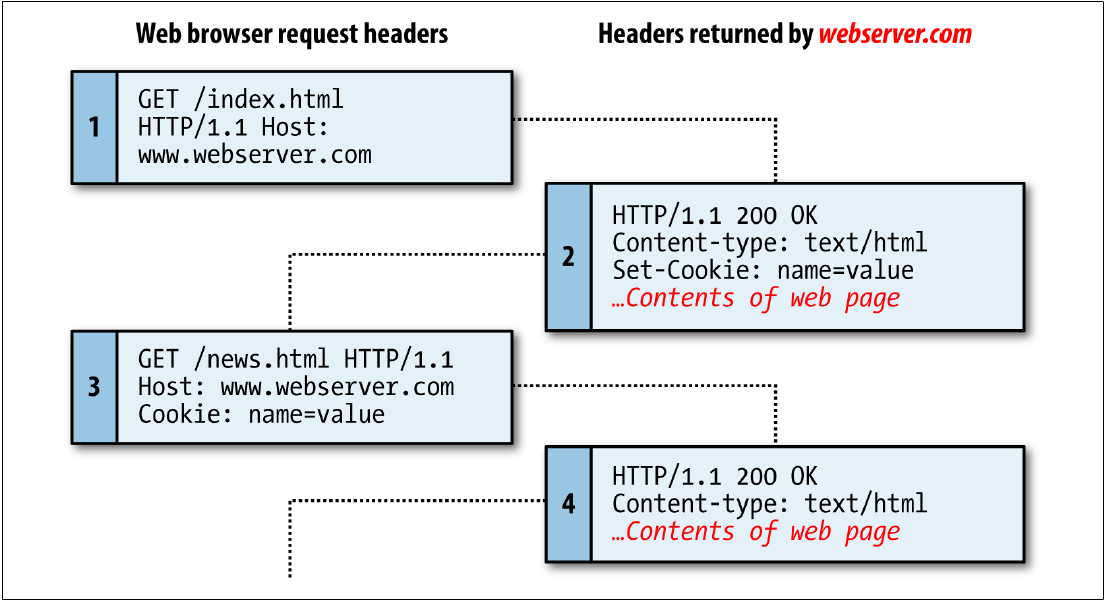 Web browser request headers
Headers returned by webserver.com
1
GET /index.html
HTTP/1.1 Host:
www.webserver.com
2
HTTP/1.1 200 OK
Content-type: text/html
Set-Cookie: name=value
…Contents of web page
3
GET /news.html HTTP/1.1
Host: www.webserver.com
Cookie: name=value
4
HTTP/1.1 200 OK
Content-type: text/html
…Contents of web page